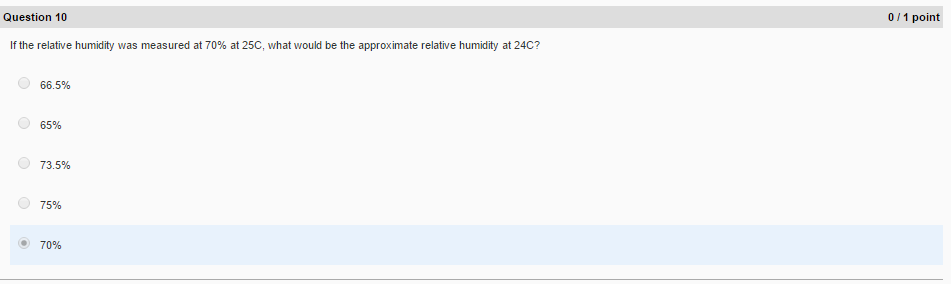 Question 10 0 / 1 point
If the relative humidity was measured at 70% at 25C, what would be the approximate relative humidity at 24C?
66.5%
65%
73.5%
75%
70%